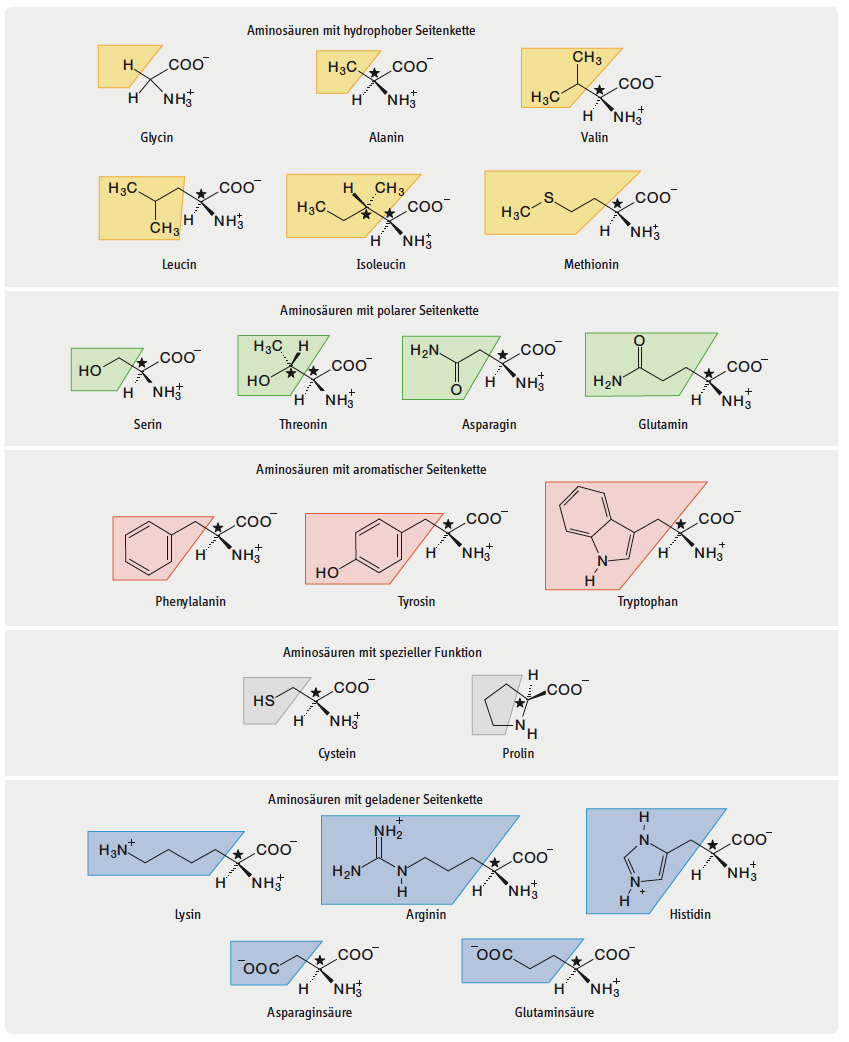 Aminosäuren mit hydrophober Seitenkette
H COO⁻ H NH₃⁺
H₃C COO⁻ H NH₃⁺
CH₃ H₃C COO⁻ H NH₃⁺
Glycin Alanin Valin
H₃C CH₃ COO⁻ H NH₃⁺
H CH₃ H₃C COO⁻ H NH₃⁺
S H₃C COO⁻ H NH₃⁺
Leucin Isoleucin Methionin
Aminosäuren mit polarer Seitenkette
HO COO⁻ H NH₃⁺
H₃C H HO COO⁻ H NH₃⁺
H₂N O COO⁻ H NH₃⁺
O H₂N COO⁻ H NH₃⁺
Serin Threonin Asparagin Glutamin
Aminosäuren mit aromatischer Seitenkette
COO⁻ H NH₃⁺
HO COO⁻ H NH₃⁺
N H COO⁻ H NH₃⁺
Phenylalanin Tyrosin Tryptophan
Aminosäuren mit spezieller Funktion
HS COO⁻ H NH₃⁺
H COO⁻ N H
Cystein Prolin
Aminosäuren mit geladener Seitenkette
H₃N⁺ COO⁻ H NH₃⁺
NH₂⁺ H₂N N H COO⁻ H NH₃⁺
H N N⁺ H COO⁻ H NH₃⁺
Lysin Arginin Histidin
⁻OOC COO⁻ H NH₃⁺
⁻OOC COO⁻ H NH₃⁺
Asparaginsäure Glutaminsäure